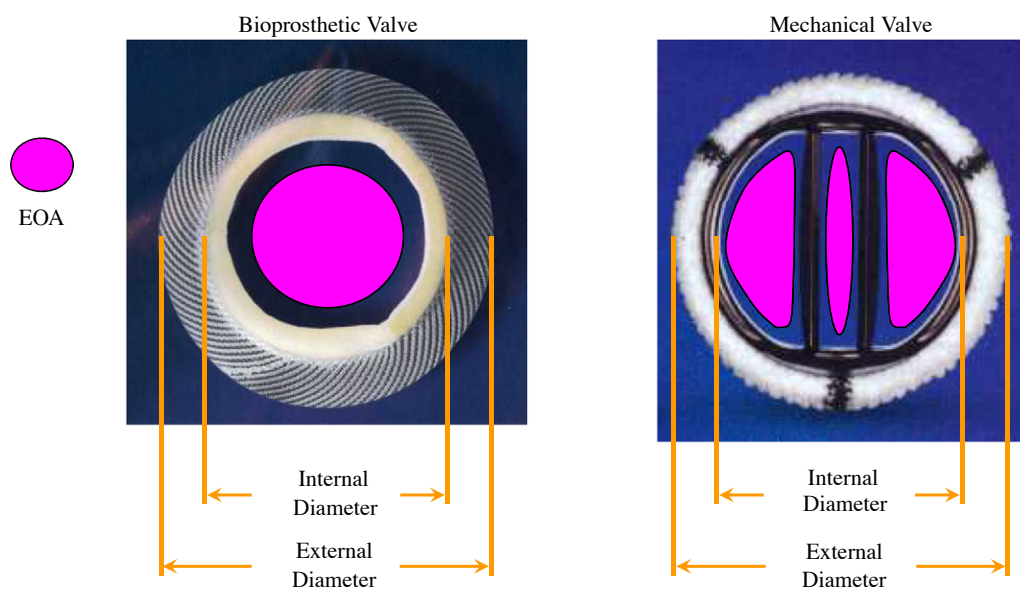 Bioprosthetic Valve
Mechanical Valve
EOA
Internal
Diameter
Internal
Diameter
External
Diameter
External
Diameter